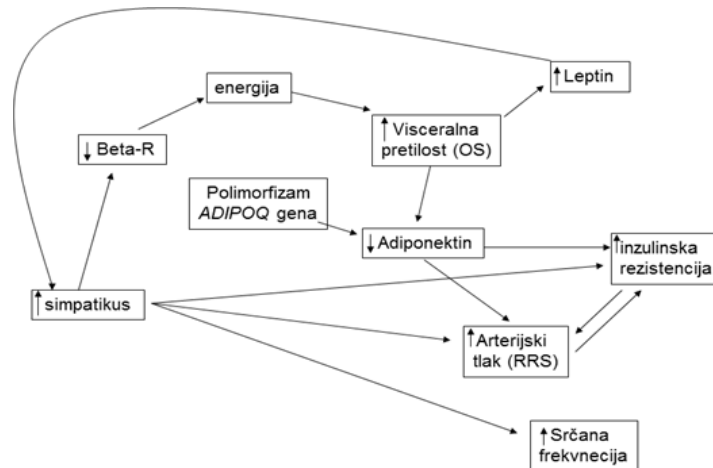 ↑Leptin
energija
↑ Visceralna
pretilost (OS)
↓ Beta-R
Polimorfizam
ADIPOQ gena
↓ Adiponektin
↑inzulinska
rezistencija
↑simpatikus
↑Arterijski
tlak (RRS)
↑Srčana
frekvnecija